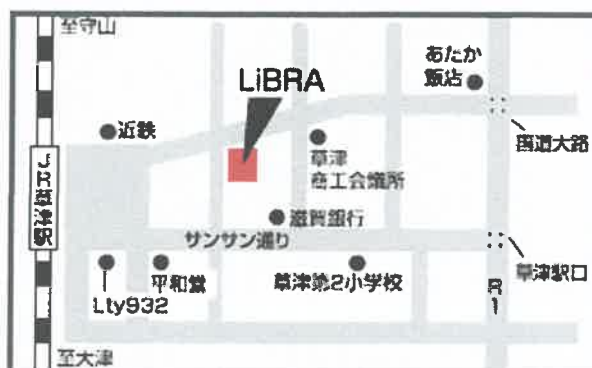 至守山
あたか
飯店
LiBRA
近鉄
西道大路
草津
商工会議所
JR草津駅
滋賀銀行
サンサン通り
草津駅口
Lty932
平和堂
草津第2小学校
R1
至大津